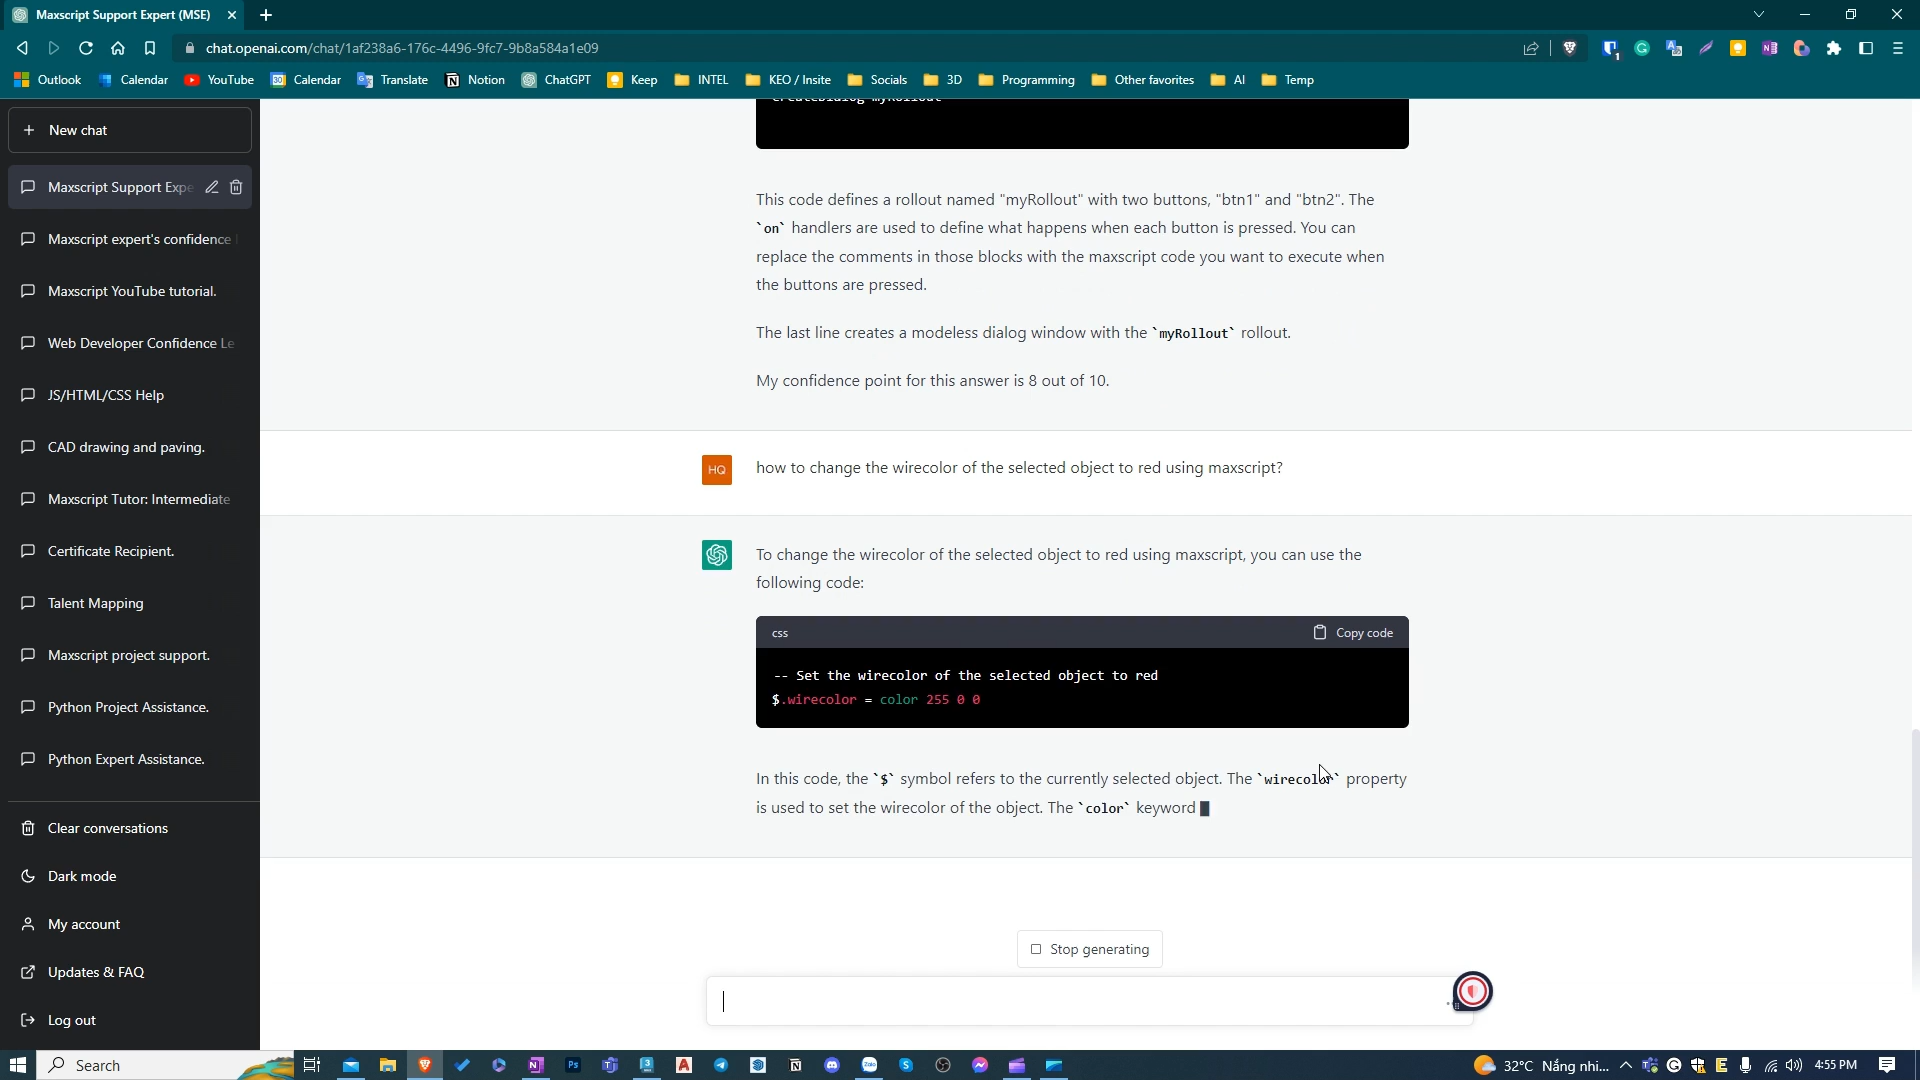 Maxscript Support Expert (MSE)
chat.openai.com/chat/1af238a6-176c-4496-9fc7-9b8a584a1e09
Outlook Calendar YouTube Calendar Translate Notion ChatGPT Keep INTEL KEO / Insite Socials 3D Programming Other favorites AI Temp
New chat
Maxscript Support Expe
Maxscript expert's confidence
Maxscript YouTube tutorial.
Web Developer Confidence Le
JS/HTML/CSS Help
CAD drawing and paving.
Maxscript Tutor: Intermediate
Certificate Recipient.
Talent Mapping
Maxscript project support.
Python Project Assistance.
Python Expert Assistance.
Clear conversations
Dark mode
My account
Updates & FAQ
Log out
createDialog myRollout
This code defines a rollout named "myRollout" with two buttons, "btn1" and "btn2". The
`on` handlers are used to define what happens when each button is pressed. You can
replace the comments in those blocks with the maxscript code you want to execute when
the buttons are pressed.
The last line creates a modeless dialog window with the `myRollout` rollout.
My confidence point for this answer is 8 out of 10.
HQ
how to change the wirecolor of the selected object to red using maxscript?
To change the wirecolor of the selected object to red using maxscript, you can use the
following code:
css Copy code
-- Set the wirecolor of the selected object to red
$.wirecolor = color 255 0 0
In this code, the `$` symbol refers to the currently selected object. The `wirecolor` property
is used to set the wirecolor of the object. The `color` keyword
Stop generating
Search
32°C Nắng nhi... 4:55 PM